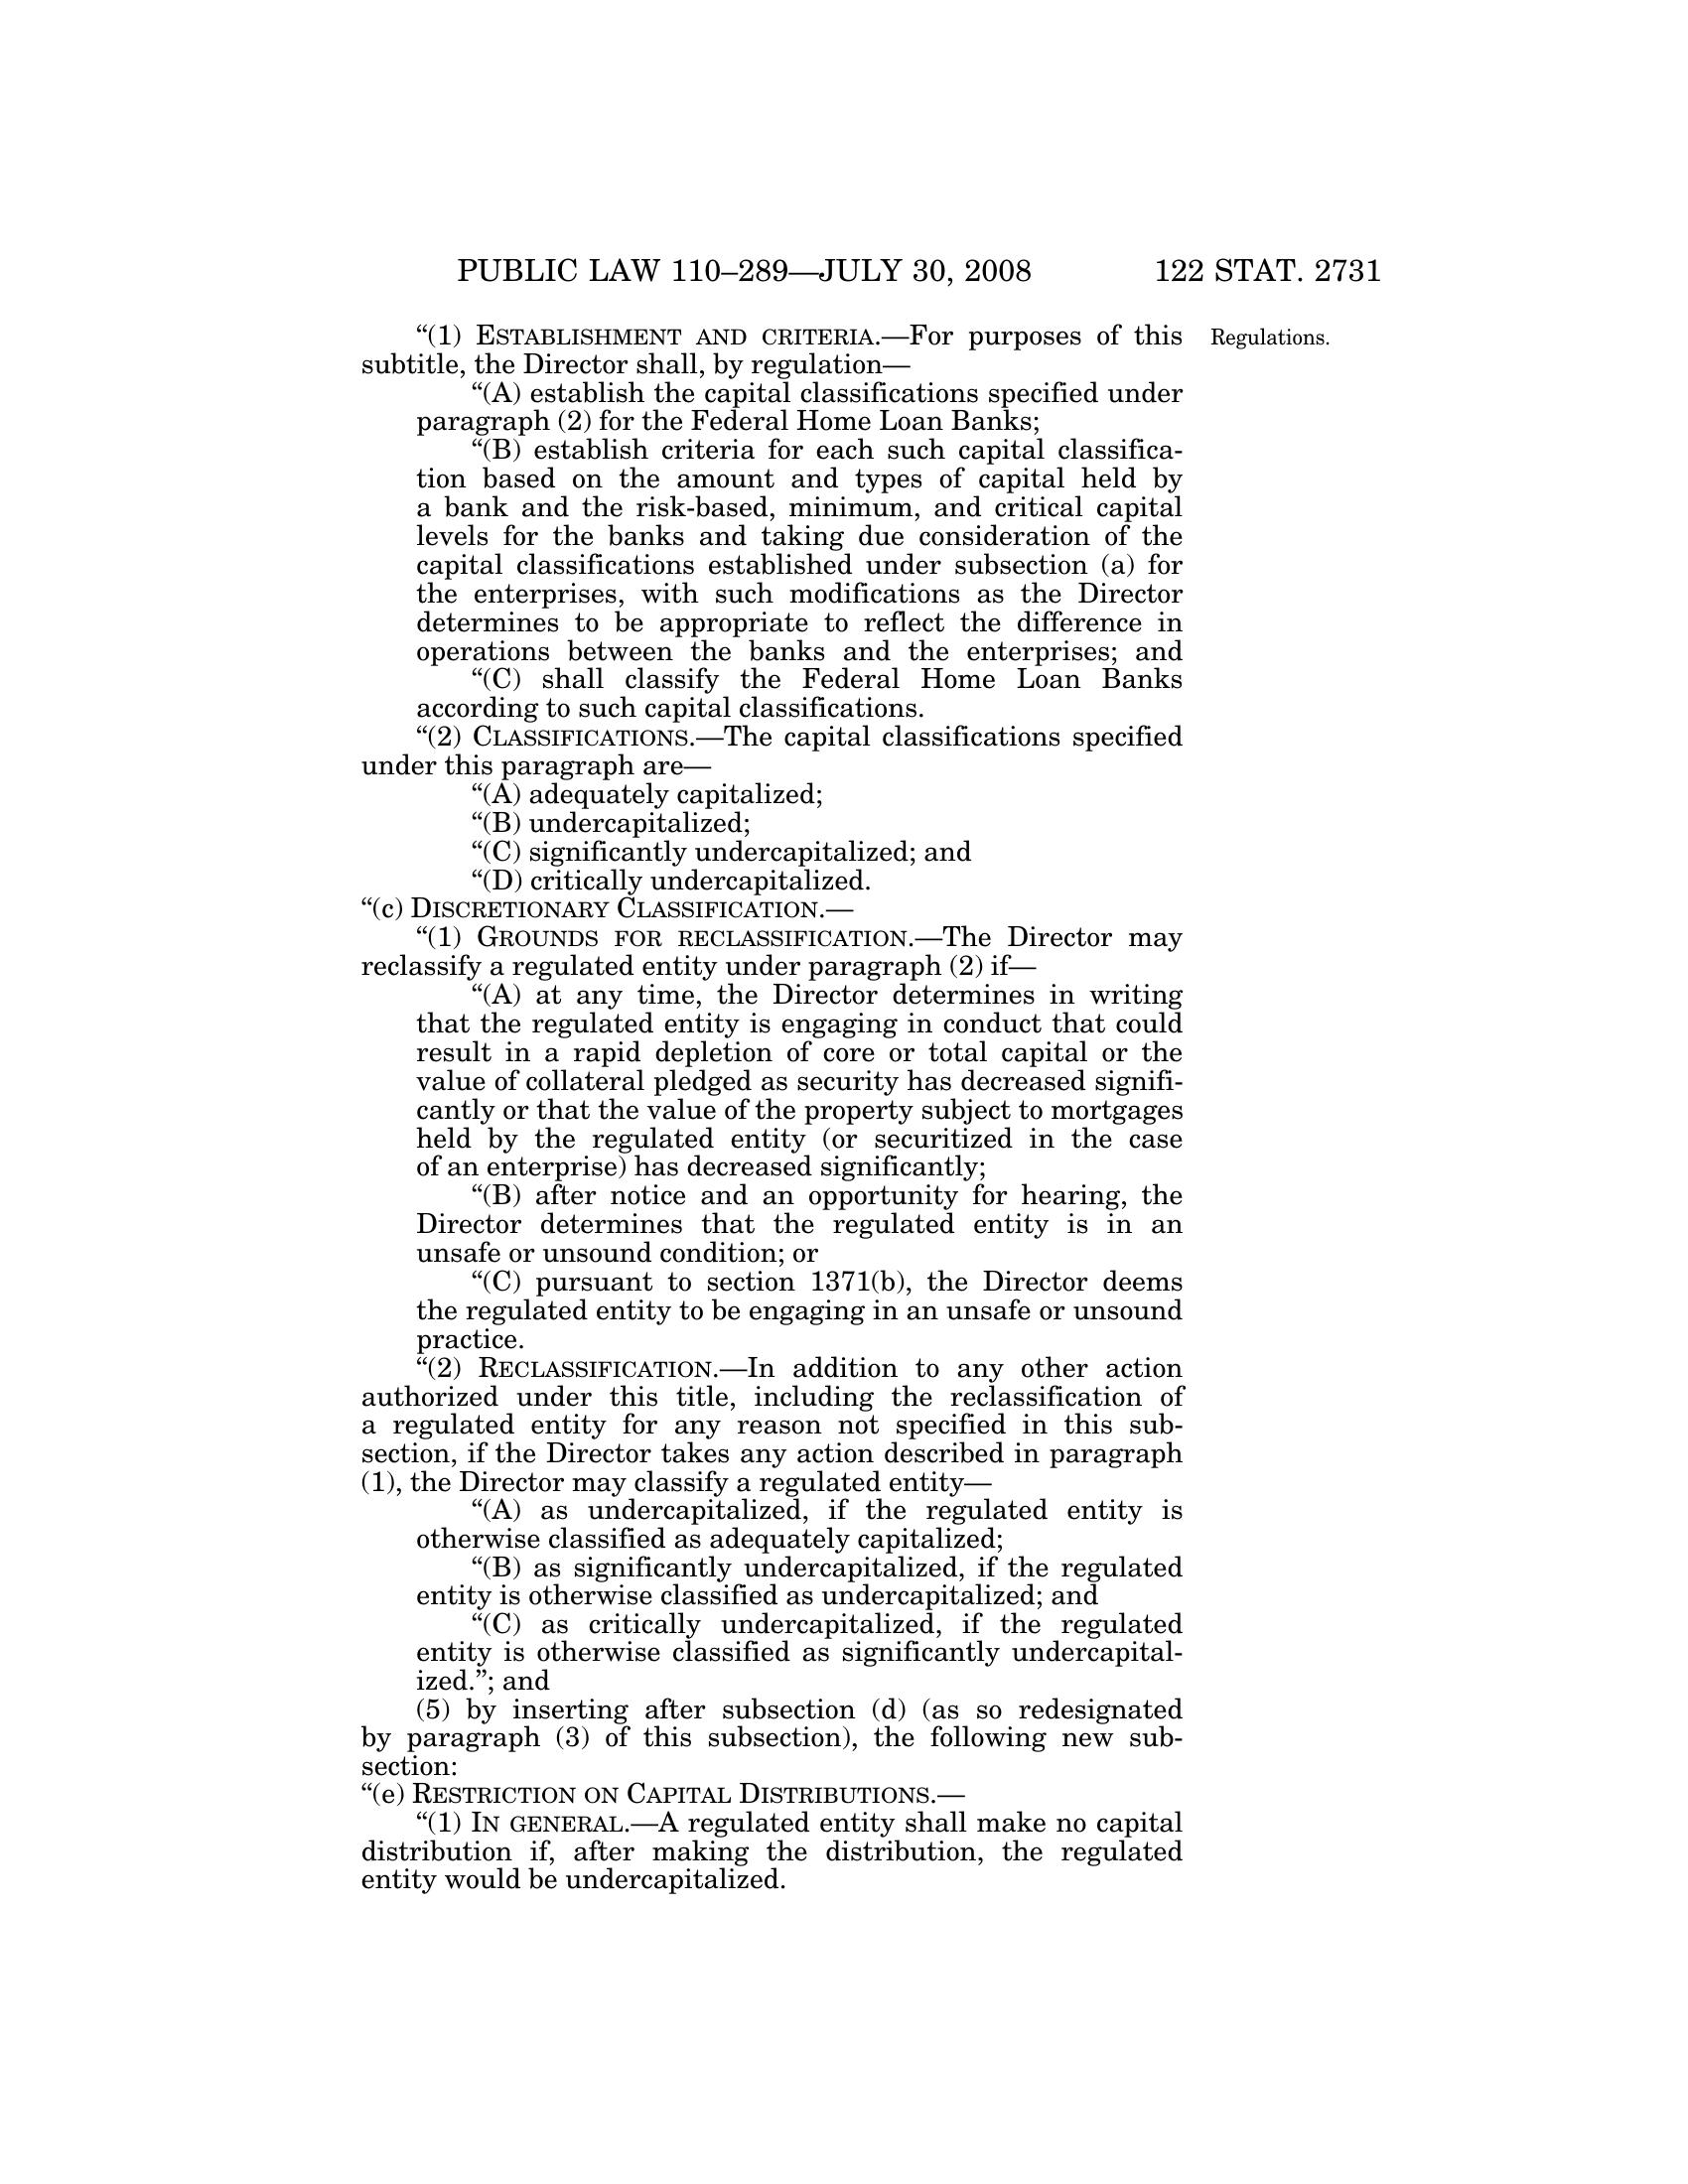 PUBLIC LAW 110–289—JULY 30, 2008 122 STAT. 2731
“(1) ESTABLISHMENT AND CRITERIA.—For purposes of this Regulations.
subtitle, the Director shall, by regulation—
“(A) establish the capital classifications specified under
paragraph (2) for the Federal Home Loan Banks;
“(B) establish criteria for each such capital classifica-
tion based on the amount and types of capital held by
a bank and the risk-based, minimum, and critical capital
levels for the banks and taking due consideration of the
capital classifications established under subsection (a) for
the enterprises, with such modifications as the Director
determines to be appropriate to reflect the difference in
operations between the banks and the enterprises; and
“(C) shall classify the Federal Home Loan Banks
according to such capital classifications.
“(2) CLASSIFICATIONS.—The capital classifications specified
under this paragraph are—
“(A) adequately capitalized;
“(B) undercapitalized;
“(C) significantly undercapitalized; and
“(D) critically undercapitalized.
“(c) DISCRETIONARY CLASSIFICATION.—
“(1) GROUNDS FOR RECLASSIFICATION.—The Director may
reclassify a regulated entity under paragraph (2) if—
“(A) at any time, the Director determines in writing
that the regulated entity is engaging in conduct that could
result in a rapid depletion of core or total capital or the
value of collateral pledged as security has decreased signifi-
cantly or that the value of the property subject to mortgages
held by the regulated entity (or securitized in the case
of an enterprise) has decreased significantly;
“(B) after notice and an opportunity for hearing, the
Director determines that the regulated entity is in an
unsafe or unsound condition; or
“(C) pursuant to section 1371(b), the Director deems
the regulated entity to be engaging in an unsafe or unsound
practice.
“(2) RECLASSIFICATION.—In addition to any other action
authorized under this title, including the reclassification of
a regulated entity for any reason not specified in this sub-
section, if the Director takes any action described in paragraph
(1), the Director may classify a regulated entity—
“(A) as undercapitalized, if the regulated entity is
otherwise classified as adequately capitalized;
“(B) as significantly undercapitalized, if the regulated
entity is otherwise classified as undercapitalized; and
“(C) as critically undercapitalized, if the regulated
entity is otherwise classified as significantly undercapital-
ized.”; and
(5) by inserting after subsection (d) (as so redesignated
by paragraph (3) of this subsection), the following new sub-
section:
“(e) RESTRICTION ON CAPITAL DISTRIBUTIONS.—
“(1) IN GENERAL.—A regulated entity shall make no capital
distribution if, after making the distribution, the regulated
entity would be undercapitalized.